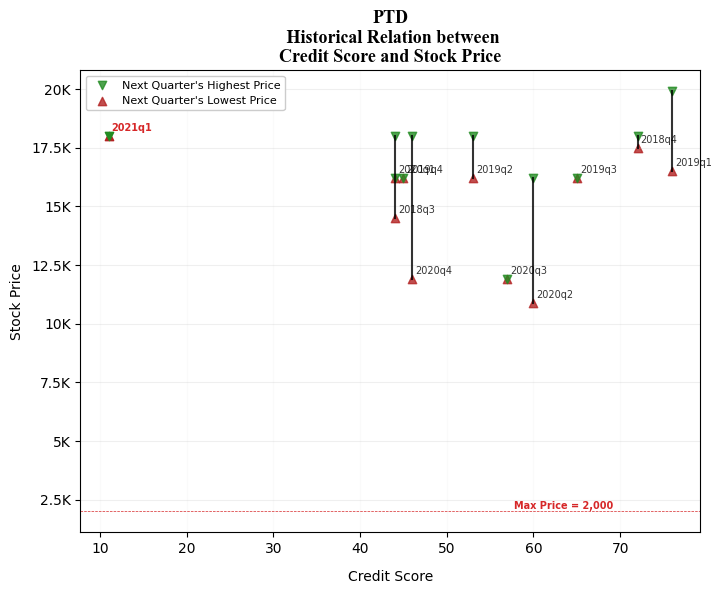 PTD
Historical Relation between
Credit Score and Stock Price
Next Quarter's Highest Price
Next Quarter's Lowest Price
20K
17.5K
15K
12.5K
10K
7.5K
5K
2.5K
Stock Price
2021q1
2018q4
2019q1
2019q2
2019q3
2018q3
2020q4
2020q3
2020q2
Max Price = 2,000
10 20 30 40 50 60 70
Credit Score